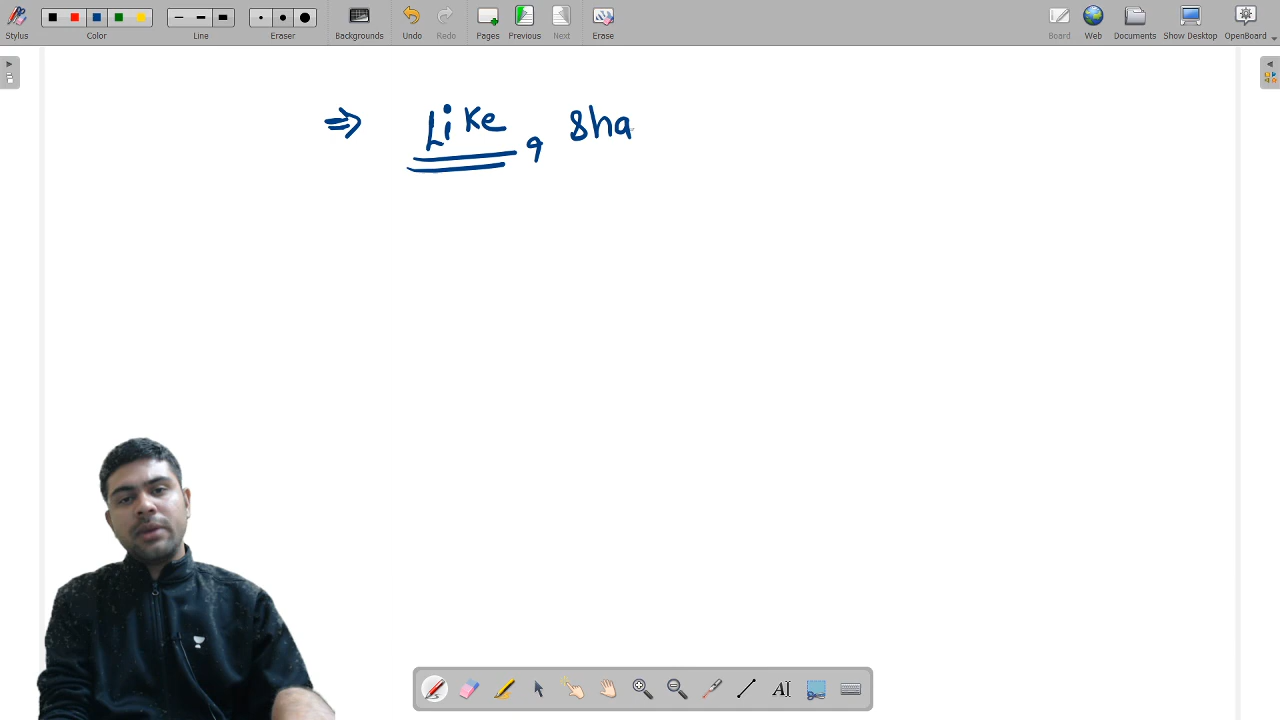 Stylus Color Line Eraser Backgrounds Undo Redo Pages Previous Next Erase Board Web Documents Show Desktop OpenBoard
⇒ Like, Sha
AI